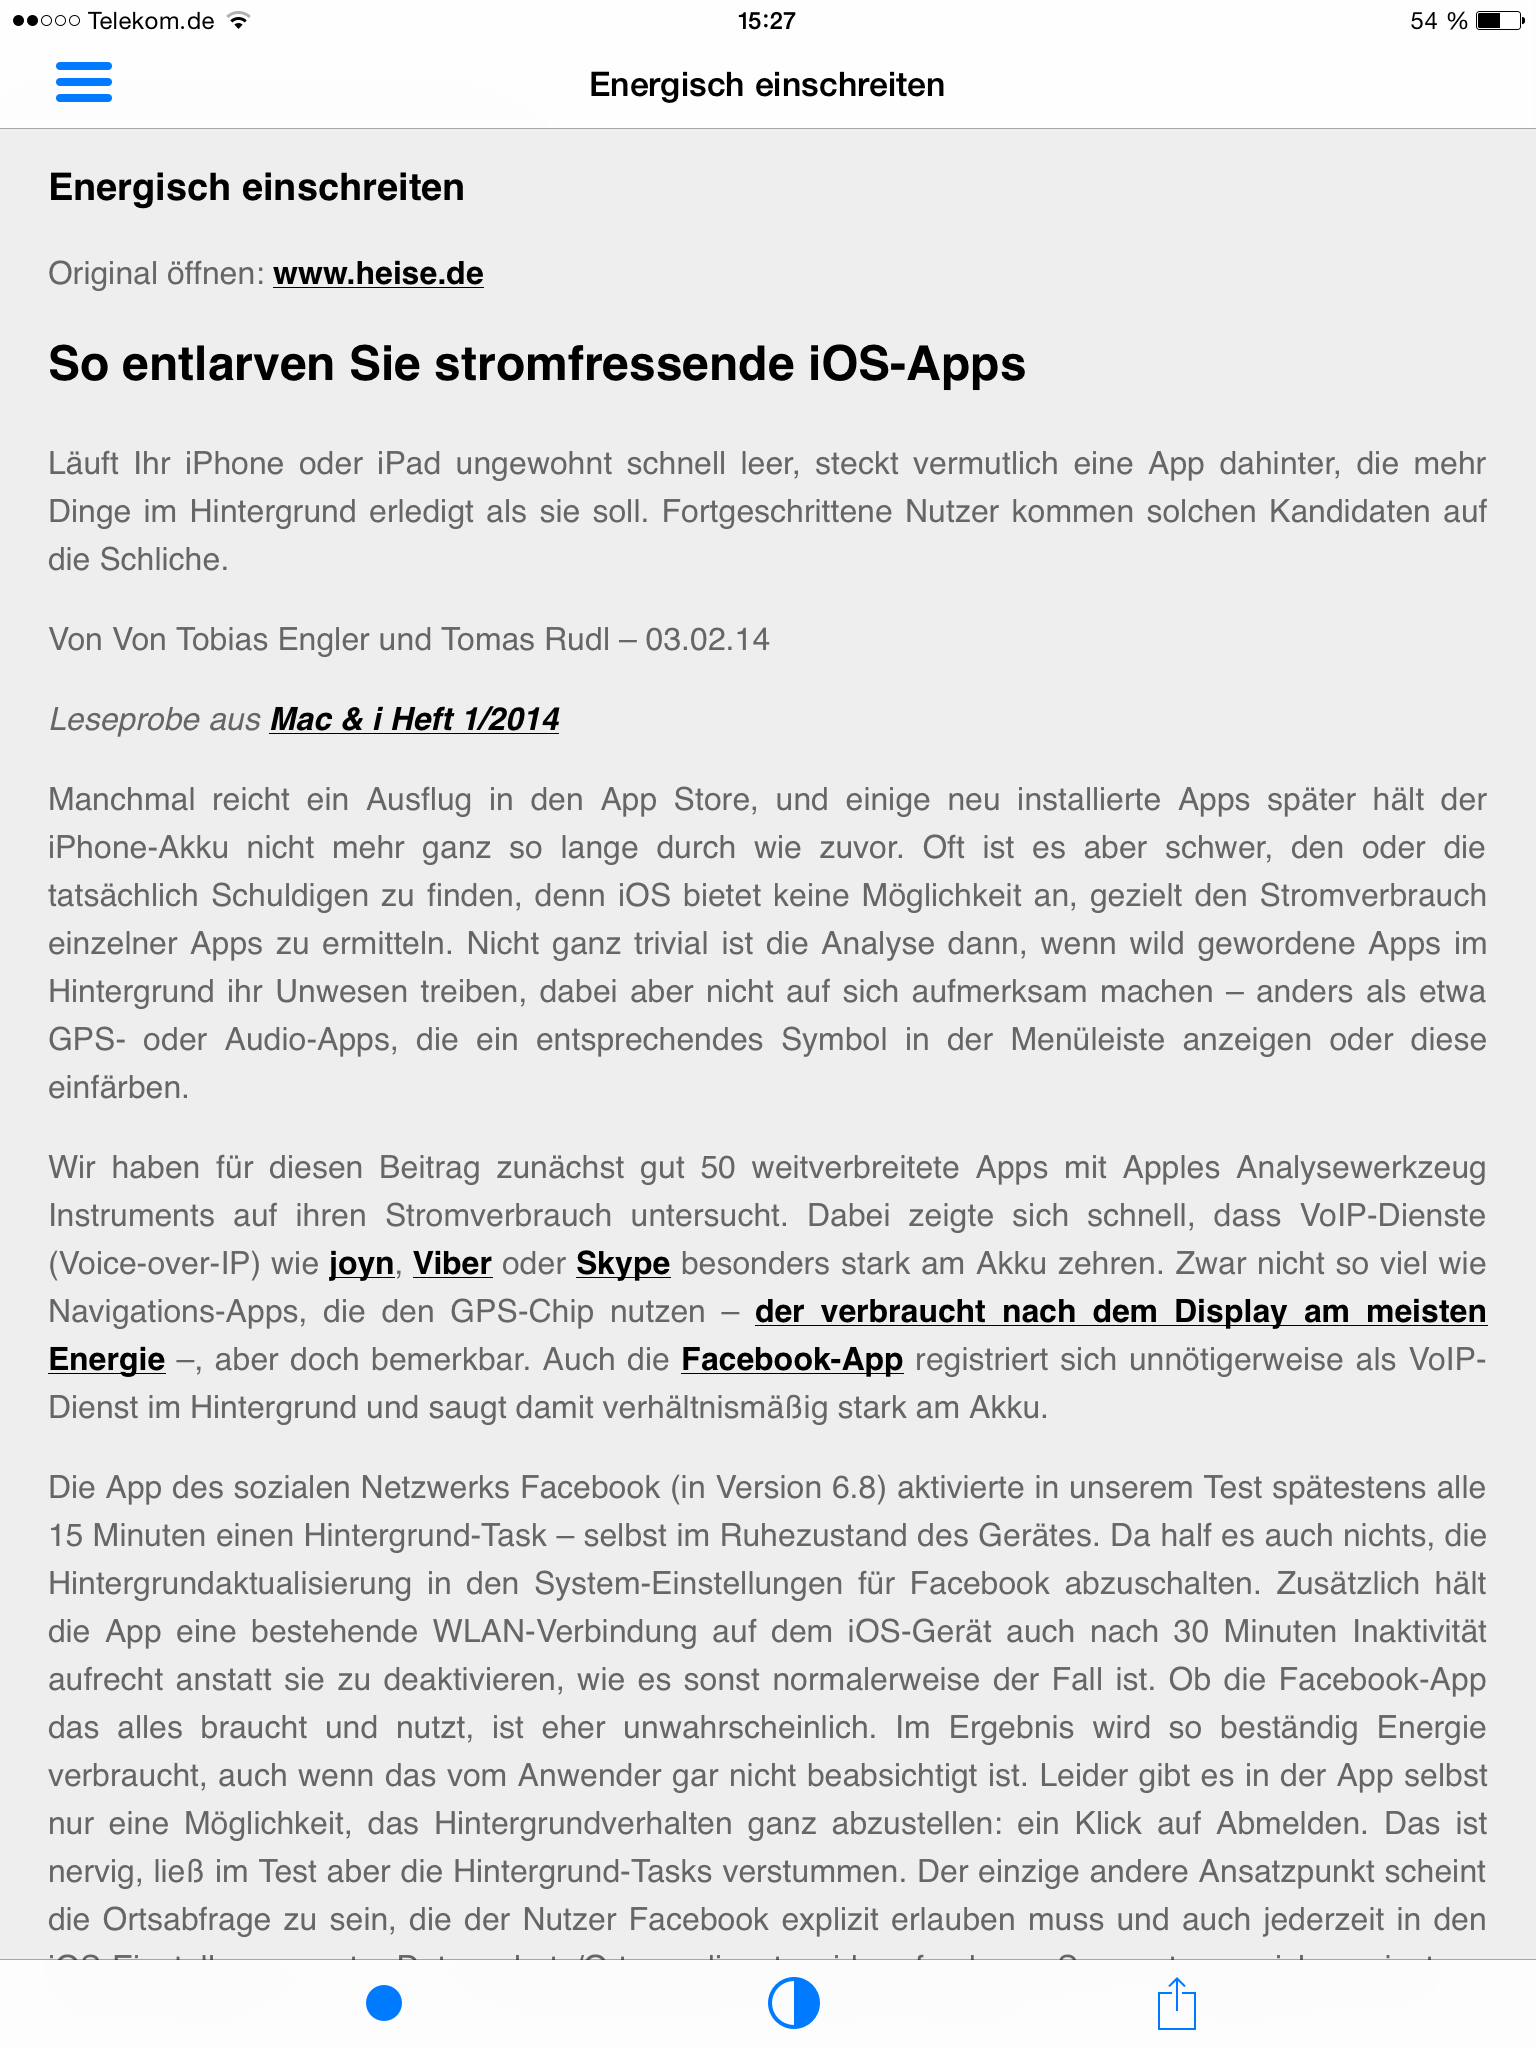 Telekom.de 15:27 54 %
Energisch einschreiten
Energisch einschreiten
Original öffnen: www.heise.de
So entlarven Sie stromfressende iOS-Apps
Läuft Ihr iPhone oder iPad ungewohnt schnell leer, steckt vermutlich eine App dahinter, die mehr
Dinge im Hintergrund erledigt als sie soll. Fortgeschrittene Nutzer kommen solchen Kandidaten auf
die Schliche.
Von Von Tobias Engler und Tomas Rudl – 03.02.14
Leseprobe aus Mac & i Heft 1/2014
Manchmal reicht ein Ausflug in den App Store, und einige neu installierte Apps später hält der
iPhone-Akku nicht mehr ganz so lange durch wie zuvor. Oft ist es aber schwer, den oder die
tatsächlich Schuldigen zu finden, denn iOS bietet keine Möglichkeit an, gezielt den Stromverbrauch
einzelner Apps zu ermitteln. Nicht ganz trivial ist die Analyse dann, wenn wild gewordene Apps im
Hintergrund ihr Unwesen treiben, dabei aber nicht auf sich aufmerksam machen – anders als etwa
GPS- oder Audio-Apps, die ein entsprechendes Symbol in der Menüleiste anzeigen oder diese
einfärben.
Wir haben für diesen Beitrag zunächst gut 50 weitverbreitete Apps mit Apples Analysewerkzeug
Instruments auf ihren Stromverbrauch untersucht. Dabei zeigte sich schnell, dass VoIP-Dienste
(Voice-over-IP) wie joyn, Viber oder Skype besonders stark am Akku zehren. Zwar nicht so viel wie
Navigations-Apps, die den GPS-Chip nutzen – der verbraucht nach dem Display am meisten
Energie –, aber doch bemerkbar. Auch die Facebook-App registriert sich unnötigerweise als VoIP-
Dienst im Hintergrund und saugt damit verhältnismäßig stark am Akku.
Die App des sozialen Netzwerks Facebook (in Version 6.8) aktivierte in unserem Test spätestens alle
15 Minuten einen Hintergrund-Task – selbst im Ruhezustand des Gerätes. Da half es auch nichts, die
Hintergrundaktualisierung in den System-Einstellungen für Facebook abzuschalten. Zusätzlich hält
die App eine bestehende WLAN-Verbindung auf dem iOS-Gerät auch nach 30 Minuten Inaktivität
aufrecht anstatt sie zu deaktivieren, wie es sonst normalerweise der Fall ist. Ob die Facebook-App
das alles braucht und nutzt, ist eher unwahrscheinlich. Im Ergebnis wird so beständig Energie
verbraucht, auch wenn das vom Anwender gar nicht beabsichtigt ist. Leider gibt es in der App selbst
nur eine Möglichkeit, das Hintergrundverhalten ganz abzustellen: ein Klick auf Abmelden. Das ist
nervig, ließ im Test aber die Hintergrund-Tasks verstummen. Der einzige andere Ansatzpunkt scheint
die Ortsabfrage zu sein, die der Nutzer Facebook explizit erlauben muss und auch jederzeit in den